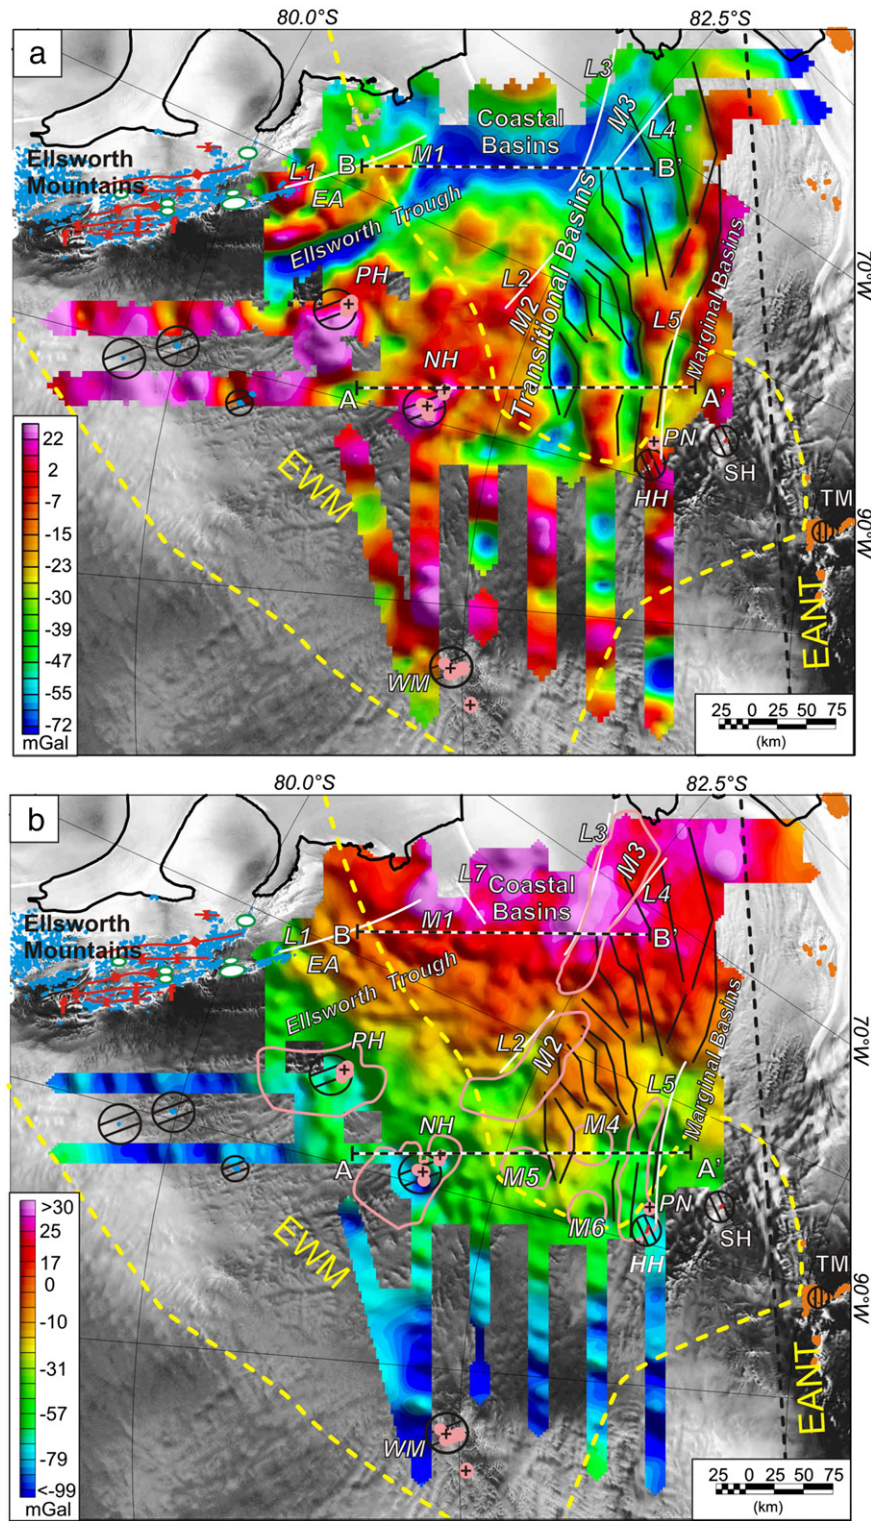 80.0°S
82.5°S
a
L3
Coastal
Basins
M3
L4
Ellsworth
Mountains
L1
B
M1
B'
EA
Ellsworth Trough
Transitional Basins
70°W
PH
L2
M2
L5
Marginal Basins
NH
A
A'
22
2
-7
-15
-23
-30
-39
-47
-55
-72
mGal
EWM
PN
SH
HH
TM
90°W
EANT
WM
25 0 25 50 75
(km)
80.0°S
82.5°S
b
L3
L7
Coastal
Basins
M3
L4
Ellsworth
Mountains
L1
B
M1
B'
EA
Ellsworth Trough
70°W
PH
L2
M2
L5
Marginal Basins
NH
M4
A
M5
A'
>30
25
17
0
-10
-31
-57
-79
<-99
mGal
EWM
M6
PN
SH
HH
TM
90°W
EANT
WM
25 0 25 50 75
(km)